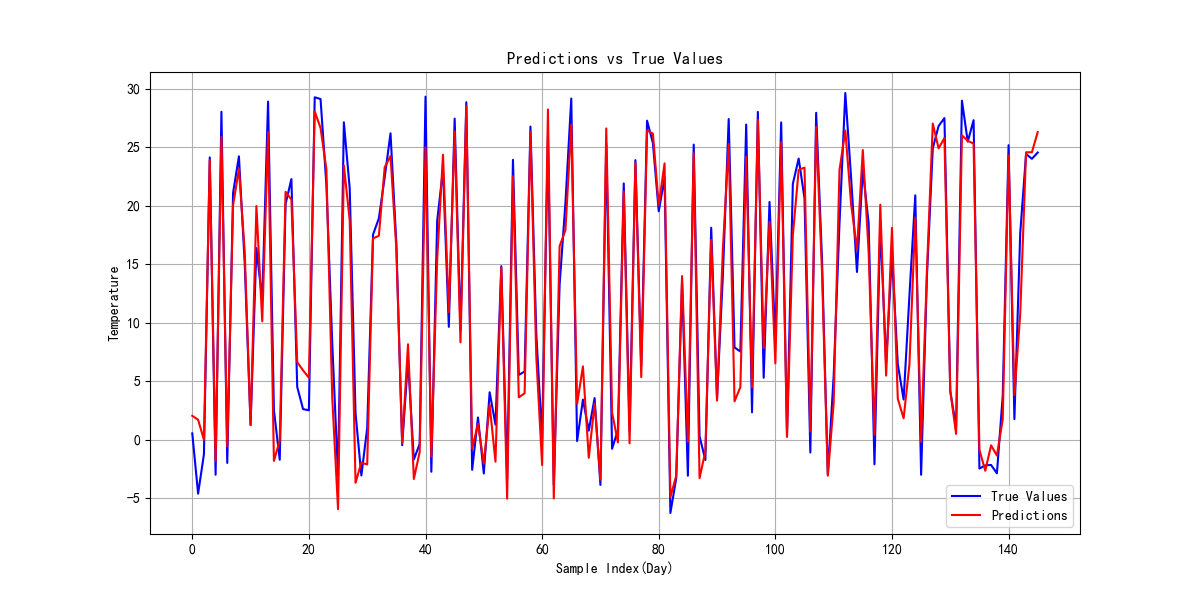 Predictions vs True Values
30
25
20
15
10
5
0
−5
Temperature
0 20 40 60 80 100 120 140
Sample Index(Day)
True Values
Predictions